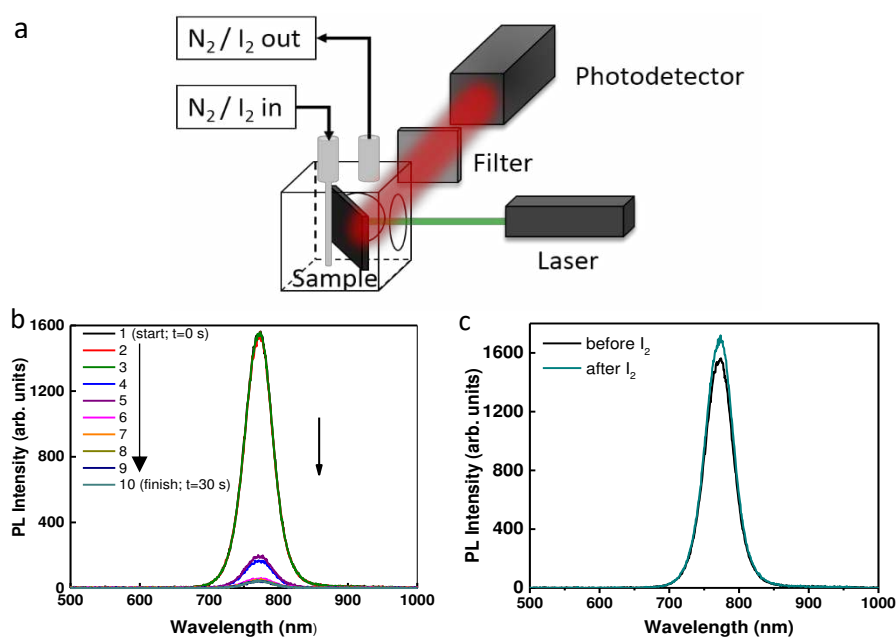 a
N₂ / I₂ out
N₂ / I₂ in
Photodetector
Filter
Laser
Sample
b
PL Intensity (arb. units)
1600
1200
800
400
0
1 (start; t=0 s)
2
3
4
5
6
7
8
9
10 (finish; t=30 s)
500 600 700 800 900 1000
Wavelength (nm)
c
PL Intensity (arb. units)
1600
1200
800
400
0
before I₂
after I₂
500 600 700 800 900 1000
Wavelength (nm)